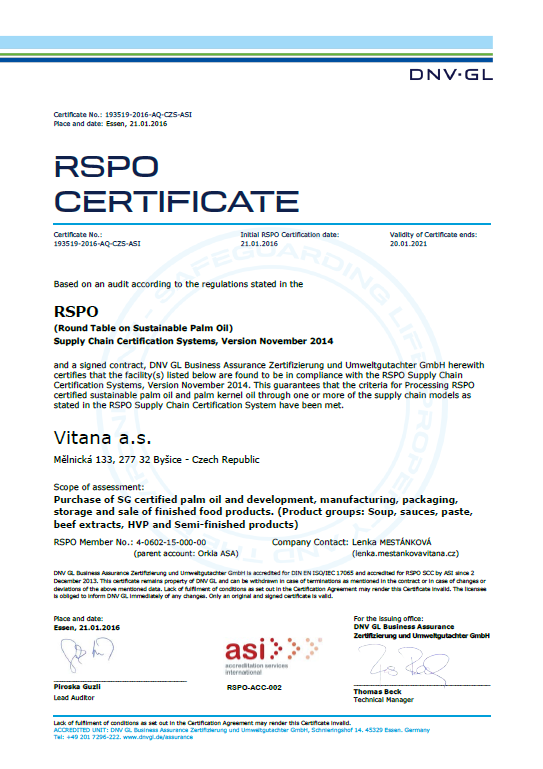 DNV·GL
Certificate No.: 193519-2016-AQ-CZS-ASI
Place and date: Essen, 21.01.2016
RSPO
CERTIFICATE
Certificate No.:
193519-2016-AQ-CZS-ASI
Initial RSPO Certification date:
21.01.2016
Validity of Certificate ends:
20.01.2021
Based on an audit according to the regulations stated in the
RSPO
(Round Table on Sustainable Palm Oil)
Supply Chain Certification Systems, Version November 2014
and a signed contract, DNV GL Business Assurance Zertifizierung und Umweltgutachter GmbH herewith
certifies that the facility(s) listed below are found to be in compliance with the RSPO Supply Chain
Certification Systems, Version November 2014. This guarantees that the criteria for Processing RSPO
certified sustainable palm oil and palm kernel oil through one or more of the supply chain models as
stated in the RSPO Supply Chain Certification System have been met.
Vitana a.s.
Mělnická 133, 277 32 Byšice - Czech Republic
Scope of assessment:
Purchase of SG certified palm oil and development, manufacturing, packaging,
storage and sale of finished food products. (Product groups: Soup, sauces, paste,
beef extracts, HVP and Semi-finished products)
RSPO Member No.: 4-0602-15-000-00
(parent account: Orkla ASA)
Company Contact: Lenka MESTÁNKOVÁ
(lenka.mestankovavitana.cz)
DNV GL Business Assurance Zertifizierung und Umweltgutachter GmbH is accredited for DIN EN ISO/IEC 17065 and accredited for RSPO SCC by ASI since 2
December 2013. This certificate remains property of DNV GL and can be withdrawn in case of terminations as mentioned in the contract or in case of changes or
deviations of the above mentioned data. Lack of fulfilment of conditions as set out in the Certification Agreement may render this Certificate invalid. The licensee
is obliged to inform DNV GL immediately of any changes. Only an original and signed certificate is valid.
Place and date:
Essen, 21.01.2016
Piroska Guzli
Lead Auditor
asi
accreditation services
international
RSPO-ACC-002
For the issuing office:
DNV GL Business Assurance
Zertifizierung und Umweltgutachter GmbH
Thomas Beck
Technical Manager
Lack of fulfilment of conditions as set out in the Certification Agreement may render this Certificate invalid.
ACCREDITED UNIT: DNV GL Business Assurance Zertifizierung und Umweltgutachter GmbH, Schnieringshof 14. 45329 Essen. Germany
Tel: +49 201 7296-222. www.dnvgl.de/assurance
SAFEGUARDING LIFE, PROPERTY